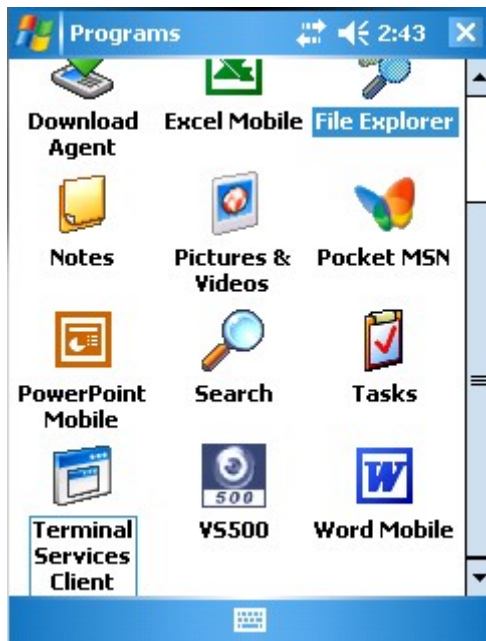 Programs 2:43
Download Agent
Excel Mobile
File Explorer
Notes
Pictures & Videos
Pocket MSN
PowerPoint Mobile
Search
Tasks
Terminal Services Client
500
VS500
W
Word Mobile